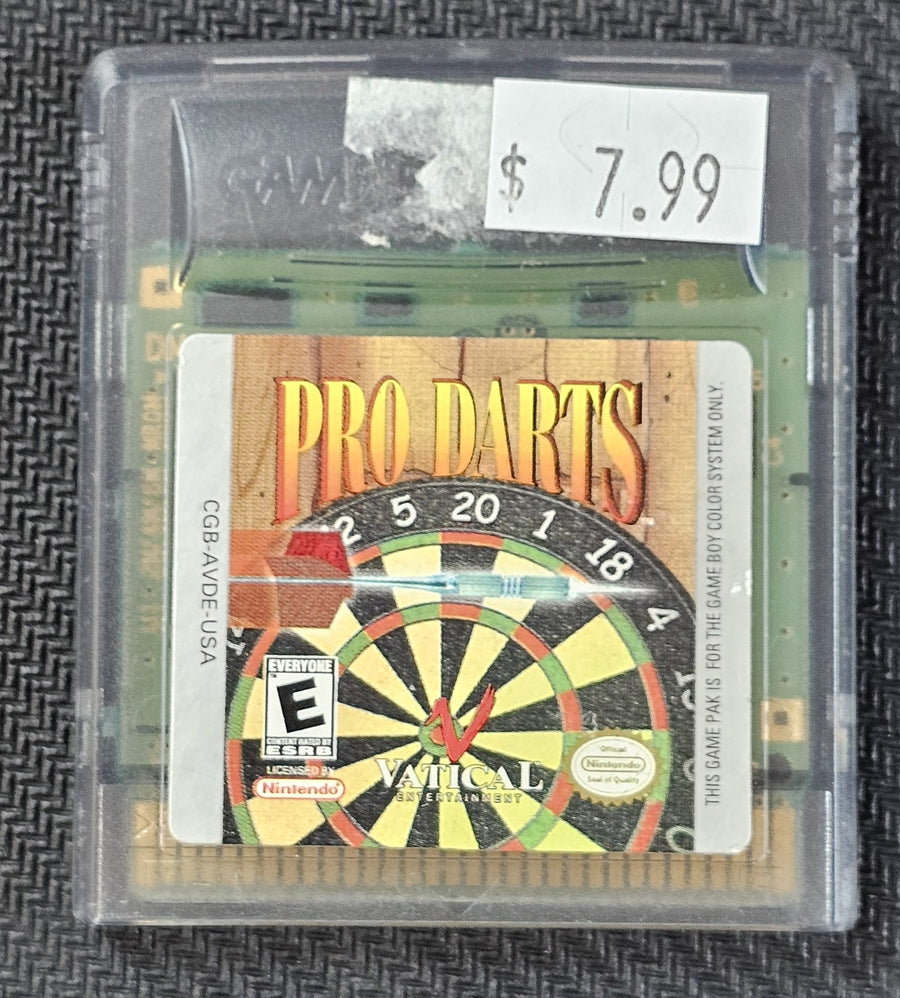 $ 7.99
PRO DARTS
5 20 1 18 4
CGB-AVDE-USA
THIS GAME PAK IS FOR THE GAME BOY COLOR SYSTEM ONLY.
EVERYONE
E
CONTENT RATED BY
ESRB
LICENSED BY
Nintendo
V
VATICAL
ENTERTAINMENT
Official
Nintendo
Seal of Quality